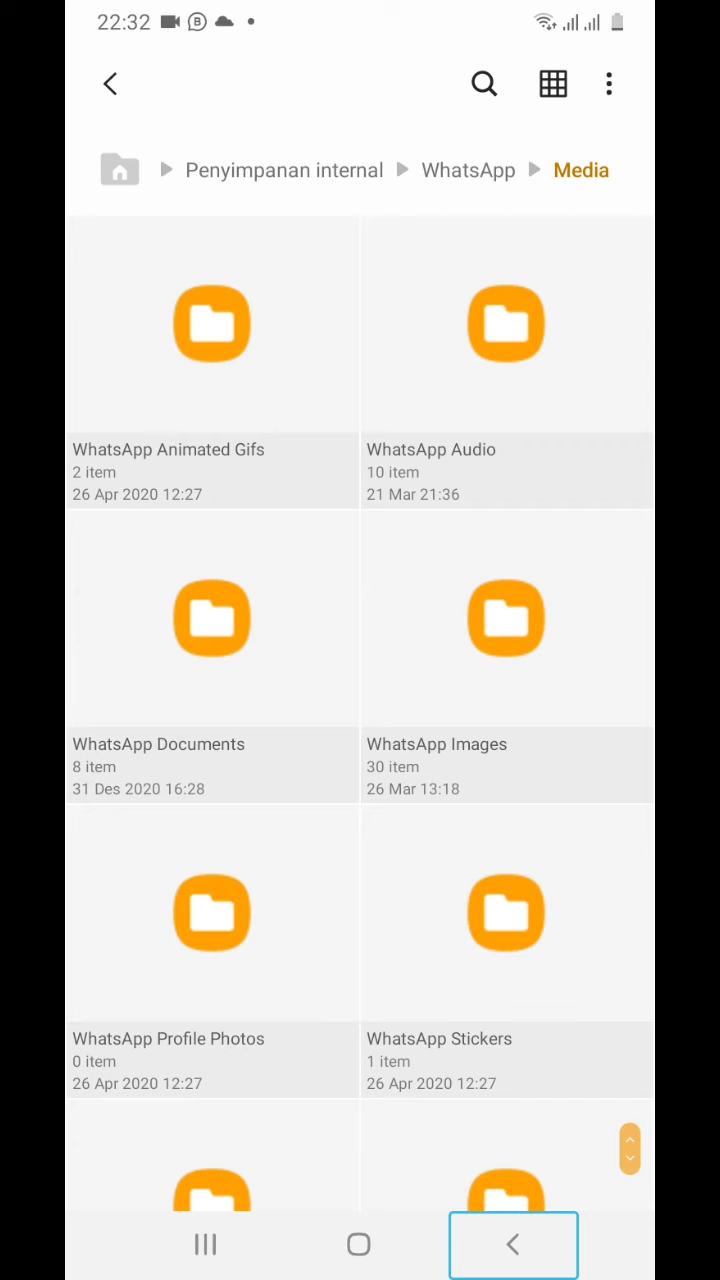 22:32
Penyimpanan internal WhatsApp Media
WhatsApp Animated Gifs
2 item
26 Apr 2020 12:27
WhatsApp Audio
10 item
21 Mar 21:36
WhatsApp Documents
8 item
31 Des 2020 16:28
WhatsApp Images
30 item
26 Mar 13:18
WhatsApp Profile Photos
0 item
26 Apr 2020 12:27
WhatsApp Stickers
1 item
26 Apr 2020 12:27